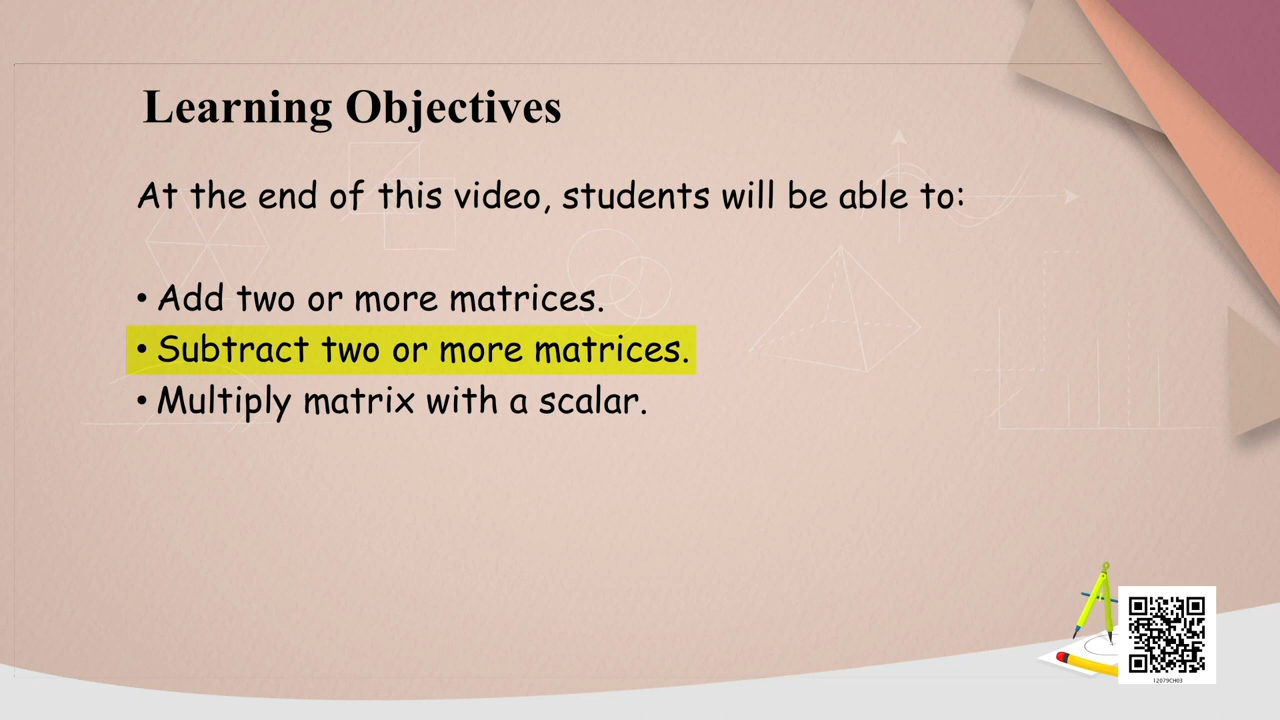 Learning Objectives
At the end of this video, students will be able to:
• Add two or more matrices.
• Subtract two or more matrices.
• Multiply matrix with a scalar.
12079CH03